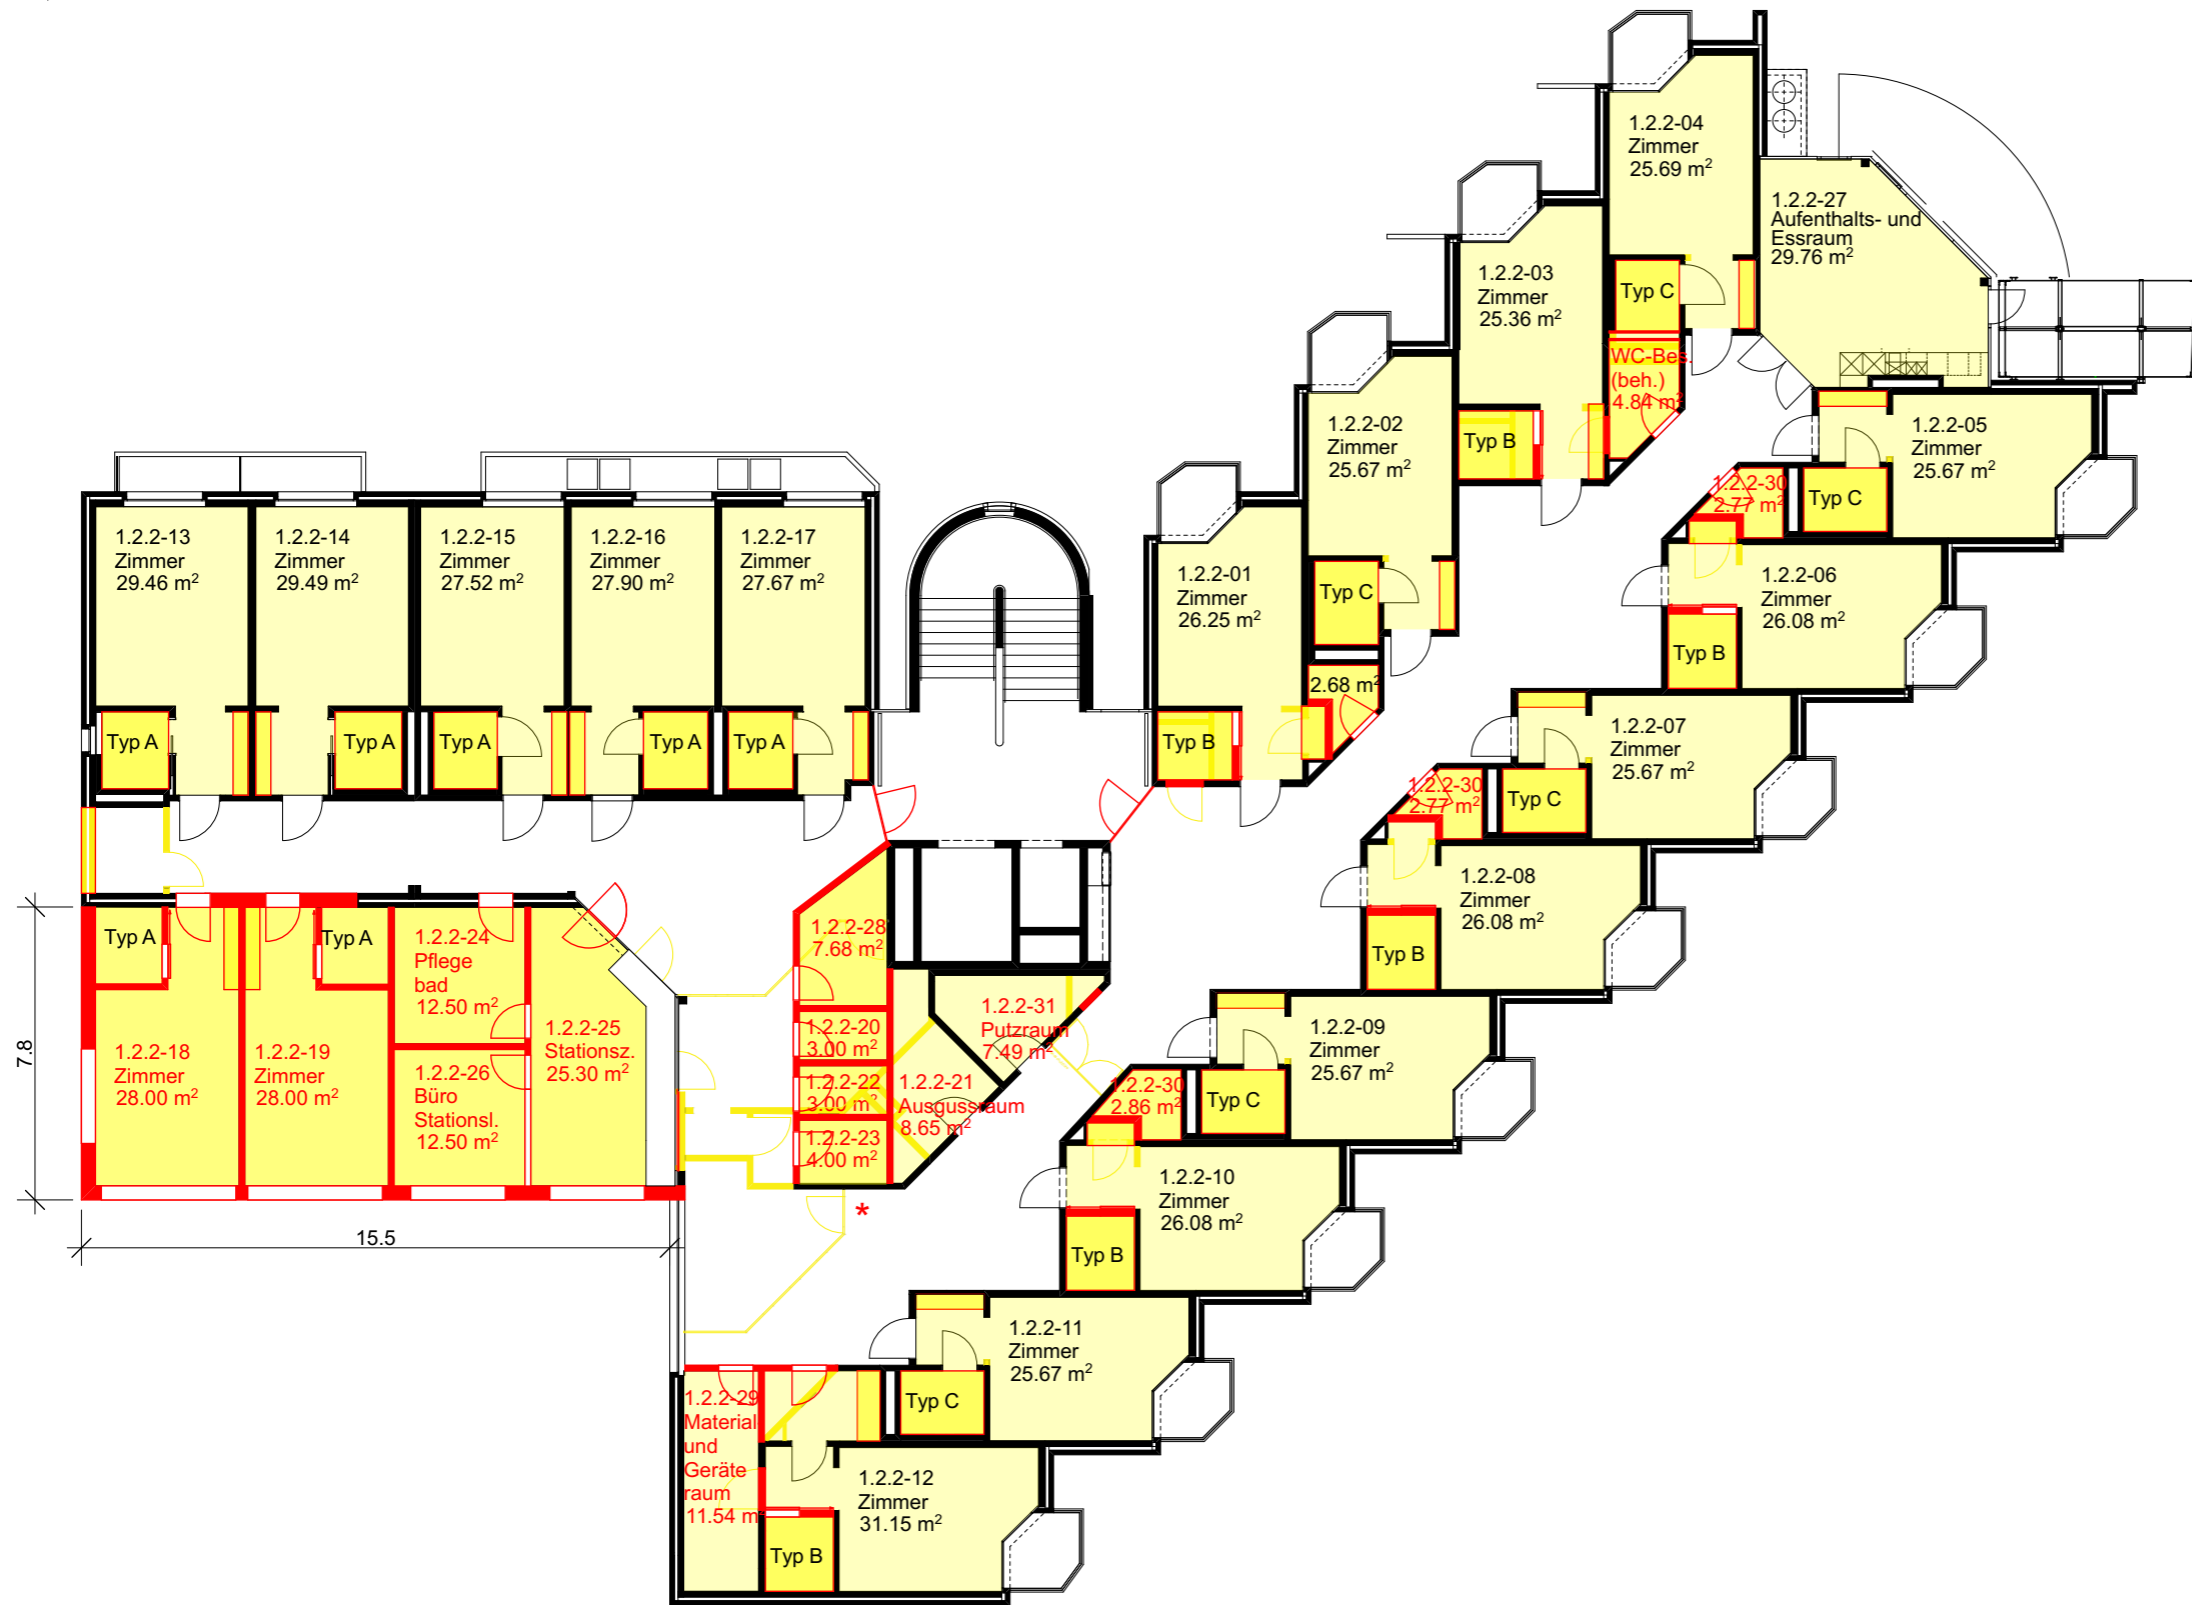 1.2.2-04
Zimmer
25.69 m²
1.2.2-27
Aufenthalts- und
Essraum
29.76 m²
1.2.2-03
Zimmer
25.36 m²
Typ C
WC-Bes.
(beh.)
4.84 m²
1.2.2-02
Zimmer
25.67 m²
Typ B
1.2.2-05
Zimmer
25.67 m²
1.2.2-30
2.77 m²
Typ C
1.2.2-13
Zimmer
29.46 m²
1.2.2-14
Zimmer
29.49 m²
1.2.2-15
Zimmer
27.52 m²
1.2.2-16
Zimmer
27.90 m²
1.2.2-17
Zimmer
27.67 m²
1.2.2-01
Zimmer
26.25 m²
Typ C
1.2.2-06
Zimmer
26.08 m²
Typ B
2.68 m²
Typ A
Typ A
Typ A
Typ A
Typ A
Typ B
1.2.2-07
Zimmer
25.67 m²
1.2.2-30
2.77 m²
Typ C
1.2.2-08
Zimmer
26.08 m²
Typ B
Typ A
Typ A
1.2.2-24
Pflege
bad
12.50 m²
1.2.2-28
7.68 m²
1.2.2-18
Zimmer
28.00 m²
1.2.2-19
Zimmer
28.00 m²
1.2.2-26
Büro
Stationsl.
12.50 m²
1.2.2-25
Stationsz.
25.30 m²
1.2.2-20
3.00 m²
1.2.2-22
3.00 m²
1.2.2-23
4.00 m²
1.2.2-31
Putzraum
7.49 m²
1.2.2-21
Ausgussraum
8.65 m²
1.2.2-09
Zimmer
25.67 m²
1.2.2-30
2.86 m²
Typ C
7.8
15.5
*
1.2.2-10
Zimmer
26.08 m²
Typ B
1.2.2-11
Zimmer
25.67 m²
Typ C
1.2.2-29
Material
und
Geräte
raum
11.54 m
1.2.2-12
Zimmer
31.15 m²
Typ B